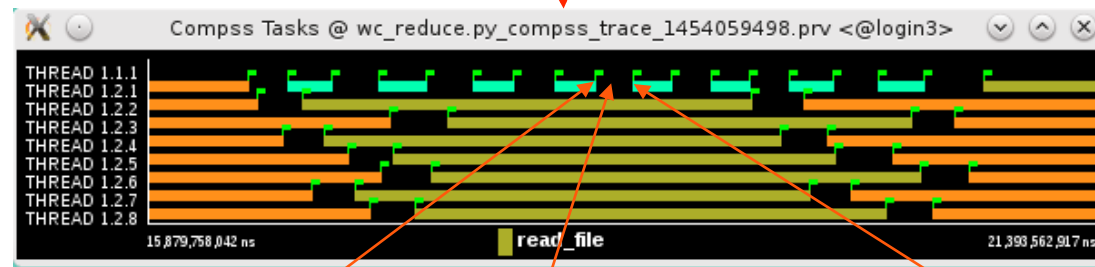 Compss Tasks @ wc_reduce.py_compss_trace_1454059498.prv <@login3>
THREAD 1.1.1
THREAD 1.2.1
THREAD 1.2.2
THREAD 1.2.3
THREAD 1.2.4
THREAD 1.2.5
THREAD 1.2.6
THREAD 1.2.7
THREAD 1.2.8
15,879,758,042 ns
read_file
21,393,562,917 ns